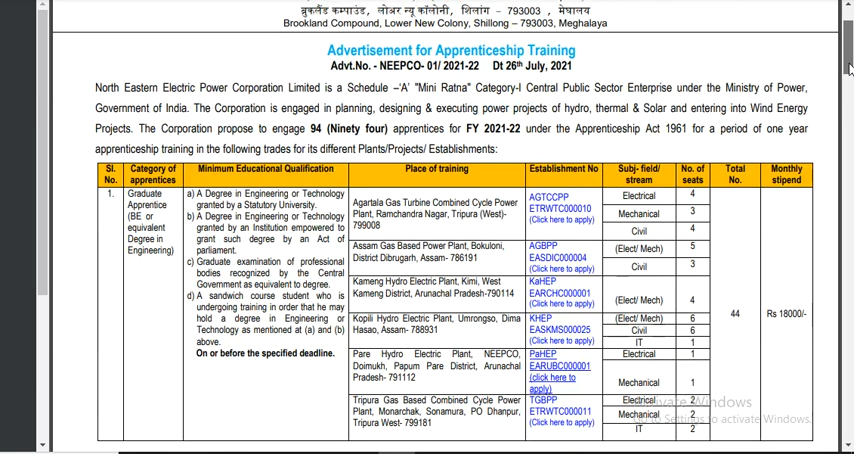 ब्रुकलैंड कम्पाउंड, लोअर न्यू कॉलोनी, शिलांग – 793003 , मेघालय
Brookland Compound, Lower New Colony, Shillong – 793003, Meghalaya
Advertisement for Apprenticeship Training
Advt.No. - NEEPCO- 01/ 2021-22 Dt 26th July, 2021
North Eastern Electric Power Corporation Limited is a Schedule –'A' "Mini Ratna" Category-I Central Public Sector Enterprise under the Ministry of Power,
Government of India. The Corporation is engaged in planning, designing & executing power projects of hydro, thermal & Solar and entering into Wind Energy
Projects. The Corporation propose to engage 94 (Ninety four) apprentices for FY 2021-22 under the Apprenticeship Act 1961 for a period of one year
apprenticeship training in the following trades for its different Plants/Projects/ Establishments:
Sl. No. Category of apprentices Minimum Educational Qualification Place of training Establishment No Subj- field/ stream No. of seats Total No. Monthly stipend
1. Graduate
Apprentice
(BE or
equivalent
Degree in
Engineering)
a) A Degree in Engineering or Technology
granted by a Statutory University.
b) A Degree in Engineering or Technology
granted by an Institution empowered to
grant such degree by an Act of
parliament.
c) Graduate examination of professional
bodies recognized by the Central
Government as equivalent to degree.
d) A sandwich course student who is
undergoing training in order that he may
hold a degree in Engineering or
Technology as mentioned at (a) and (b)
above.
On or before the specified deadline.
Agartala Gas Turbine Combined Cycle Power
Plant, Ramchandra Nagar, Tripura (West)-
799008
AGTCCPP
ETRWTC000010
(Click here to apply)
Electrical 4
Mechanical 3
Civil 4
Assam Gas Based Power Plant, Bokuloni,
District Dibrugarh, Assam- 786191
AGBPP
EASDIC000004
(Click here to apply)
(Elect/ Mech) 5
Civil 3
Kameng Hydro Electric Plant, Kimi, West
Kameng District, Arunachal Pradesh-790114
KaHEP
EARCHC000001
(Click here to apply)
(Elect/ Mech) 4
Kopili Hydro Electric Plant, Umrongso, Dima
Hasao, Assam- 788931
KHEP
EASKMS000025
(Click here to apply)
(Elect/ Mech) 6
Civil 6
IT 1
Pare Hydro Electric Plant, NEEPCO,
Doimukh, Papum Pare District, Arunachal
Pradesh- 791112
PaHEP
EARUBC000001
(click here to
apply)
Electrical 1
Mechanical 1
Tripura Gas Based Combined Cycle Power
Plant, Monarchak, Sonamura, PO Dhanpur,
Tripura West- 799181
TGBPP
ETRWTC000011
(Click here to apply)
Electrical 2
Mechanical 2
IT 2
44
Rs 18000/-
Activate Windows
Go to Settings to activate Windows.